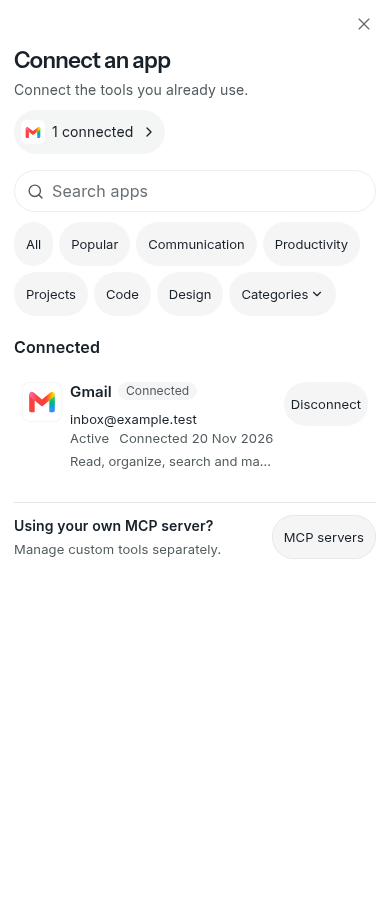 Connect an app
Connect the tools you already use.
1 connected
Search apps
All
Popular
Communication
Productivity
Projects
Code
Design
Categories
Connected
Gmail
Connected
Disconnect
inbox@example.test
Active Connected 20 Nov 2026
Read, organize, search and ma...
Using your own MCP server?
Manage custom tools separately.
MCP servers